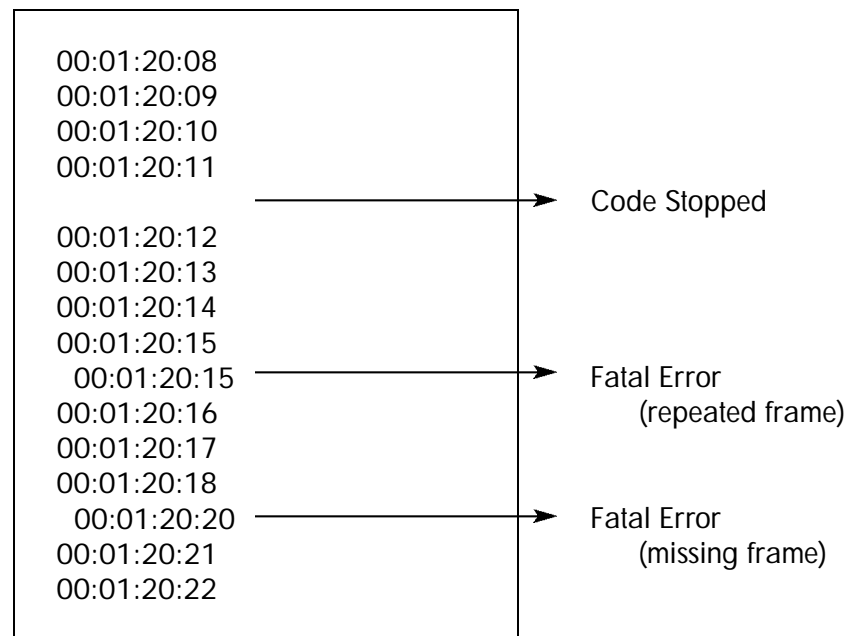 00:01:20:08
00:01:20:09
00:01:20:10
00:01:20:11
Code Stopped
00:01:20:12
00:01:20:13
00:01:20:14
00:01:20:15
00:01:20:15 Fatal Error
00:01:20:16 (repeated frame)
00:01:20:17
00:01:20:18
00:01:20:20 Fatal Error
00:01:20:21 (missing frame)
00:01:20:22